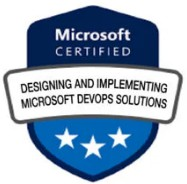 Microsoft
CERTIFIED
DESIGNING AND IMPLEMENTING
MICROSOFT DEVOPS SOLUTIONS